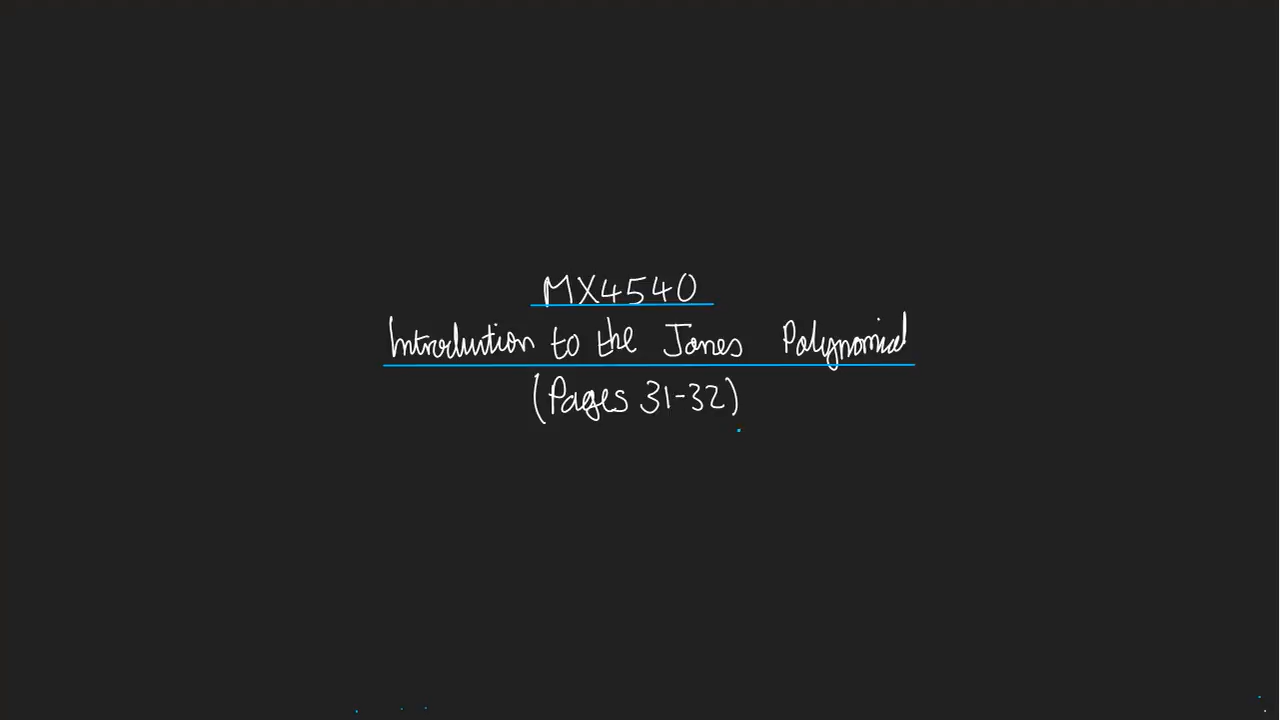 MX4540
Introduction to the Jones Polynomial
(Pages 31-32)